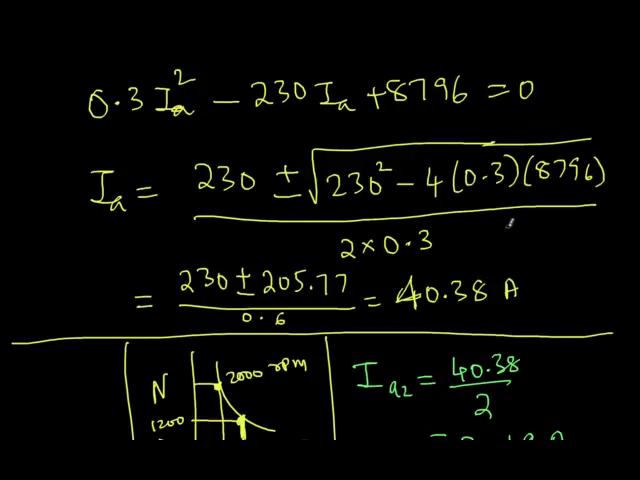 0.3 Ia² - 230 Ia + 8796 = 0
Ia = 230 ± √230² - 4(0.3)(8796)
2 × 0.3
= 230 ± 205.77 / 0.6 = 40.38 A
N 2000 rpm
1200
Ia2 = 40.38 / 2